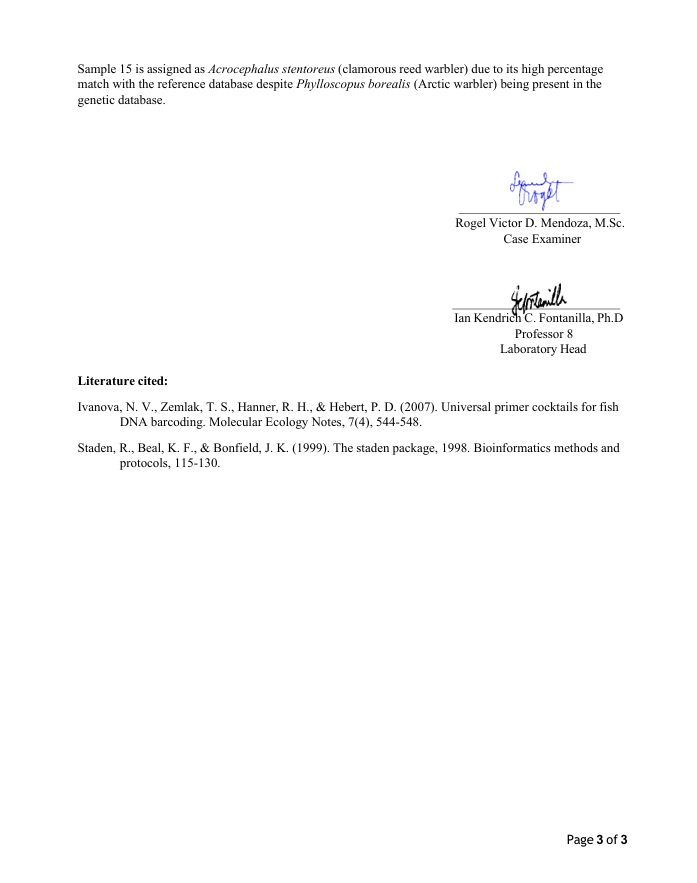 Sample 15 is assigned as Acrocephalus stentoreus (clamorous reed warbler) due to its high percentage
match with the reference database despite Phylloscopus borealis (Arctic warbler) being present in the
genetic database.
Rogel Victor D. Mendoza, M.Sc.
Case Examiner
Ian Kendrich C. Fontanilla, Ph.D
Professor 8
Laboratory Head
Literature cited:
Ivanova, N. V., Zemlak, T. S., Hanner, R. H., & Hebert, P. D. (2007). Universal primer cocktails for fish
DNA barcoding. Molecular Ecology Notes, 7(4), 544-548.
Staden, R., Beal, K. F., & Bonfield, J. K. (1999). The staden package, 1998. Bioinformatics methods and
protocols, 115-130.
Page 3 of 3